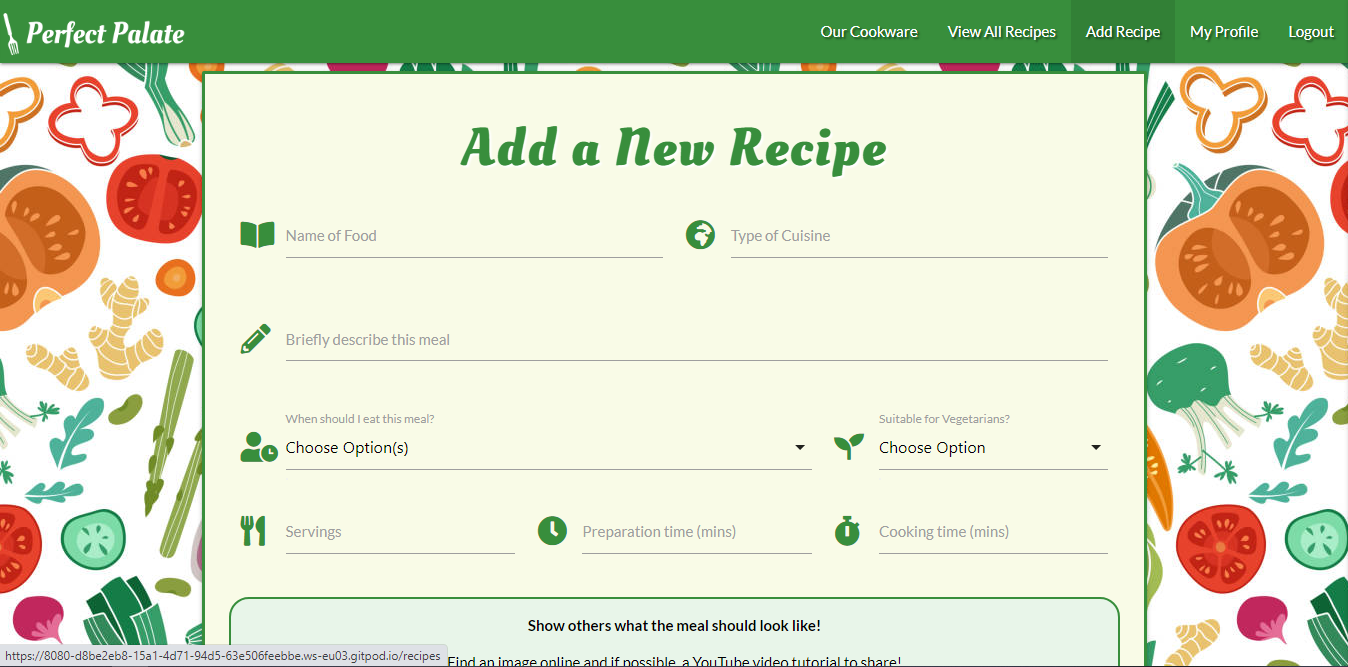 Perfect Palate
Our Cookware View All Recipes Add Recipe My Profile Logout
Add a New Recipe
Name of Food Type of Cuisine
Briefly describe this meal
When should I eat this meal? Suitable for Vegetarians?
Choose Option(s) Choose Option
Servings Preparation time (mins) Cooking time (mins)
Show others what the meal should look like!
Find an image online and if possible, a YouTube video tutorial to share!
https://8080-d8be2eb8-15a1-4d71-94d5-63e506feebbe.ws-eu03.gitpod.io/recipes